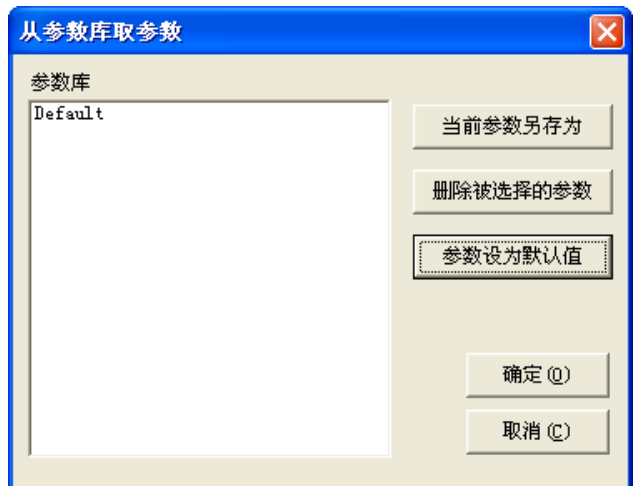 从参数库取参数
参数库
Default
当前参数另存为
删除被选择的参数
参数设为默认值
确定(O)
取消(C)